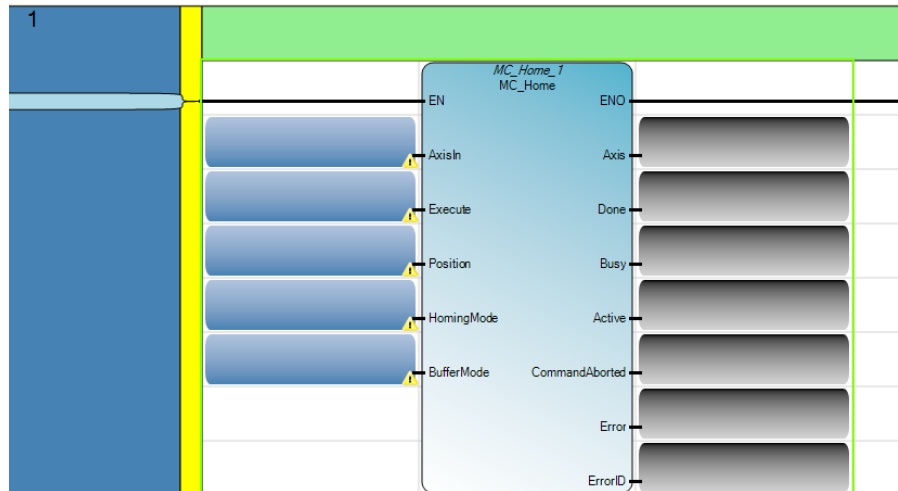 1
MC_Home_1
MC_Home
EN ENO
AxisIn Axis
Execute Done
Position Busy
HomingMode Active
BufferMode CommandAborted
Error
ErrorID